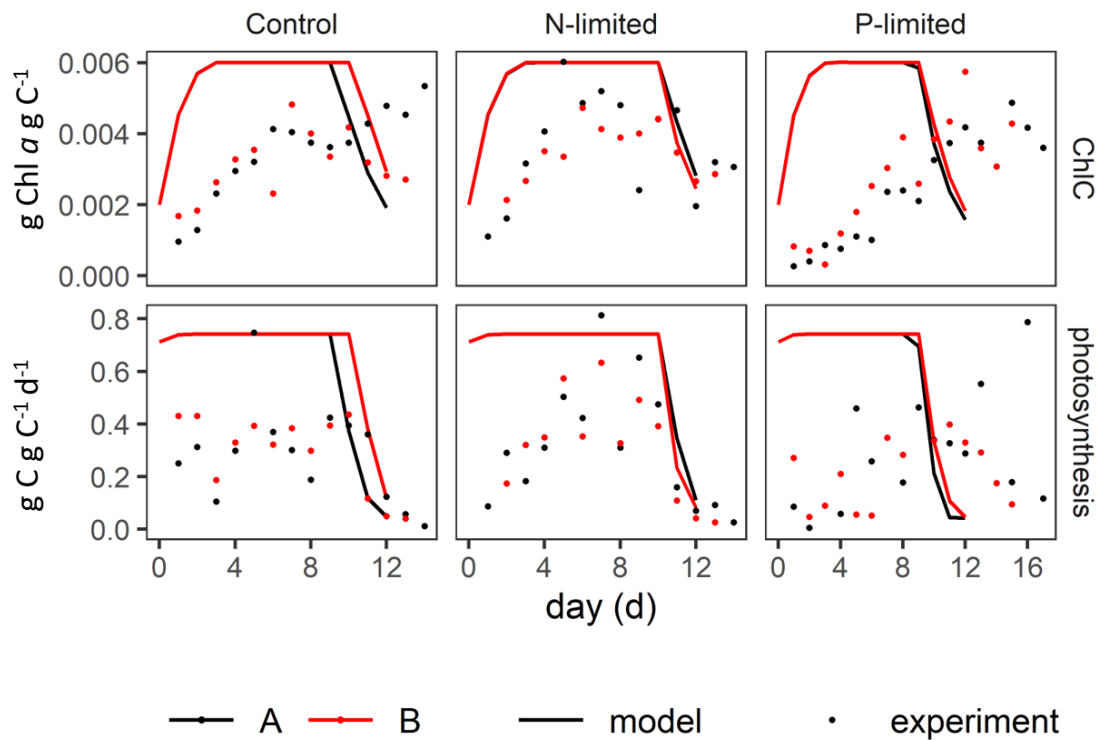 Control N-limited P-limited
g Chl a g C⁻¹
0.006
0.004
0.002
0.000
ChlC
g C g C⁻¹ d⁻¹
0.8
0.6
0.4
0.2
0.0
photosynthesis
0 4 8 12 0 4 8 12 0 4 8 12 16
day (d)
A B model experiment